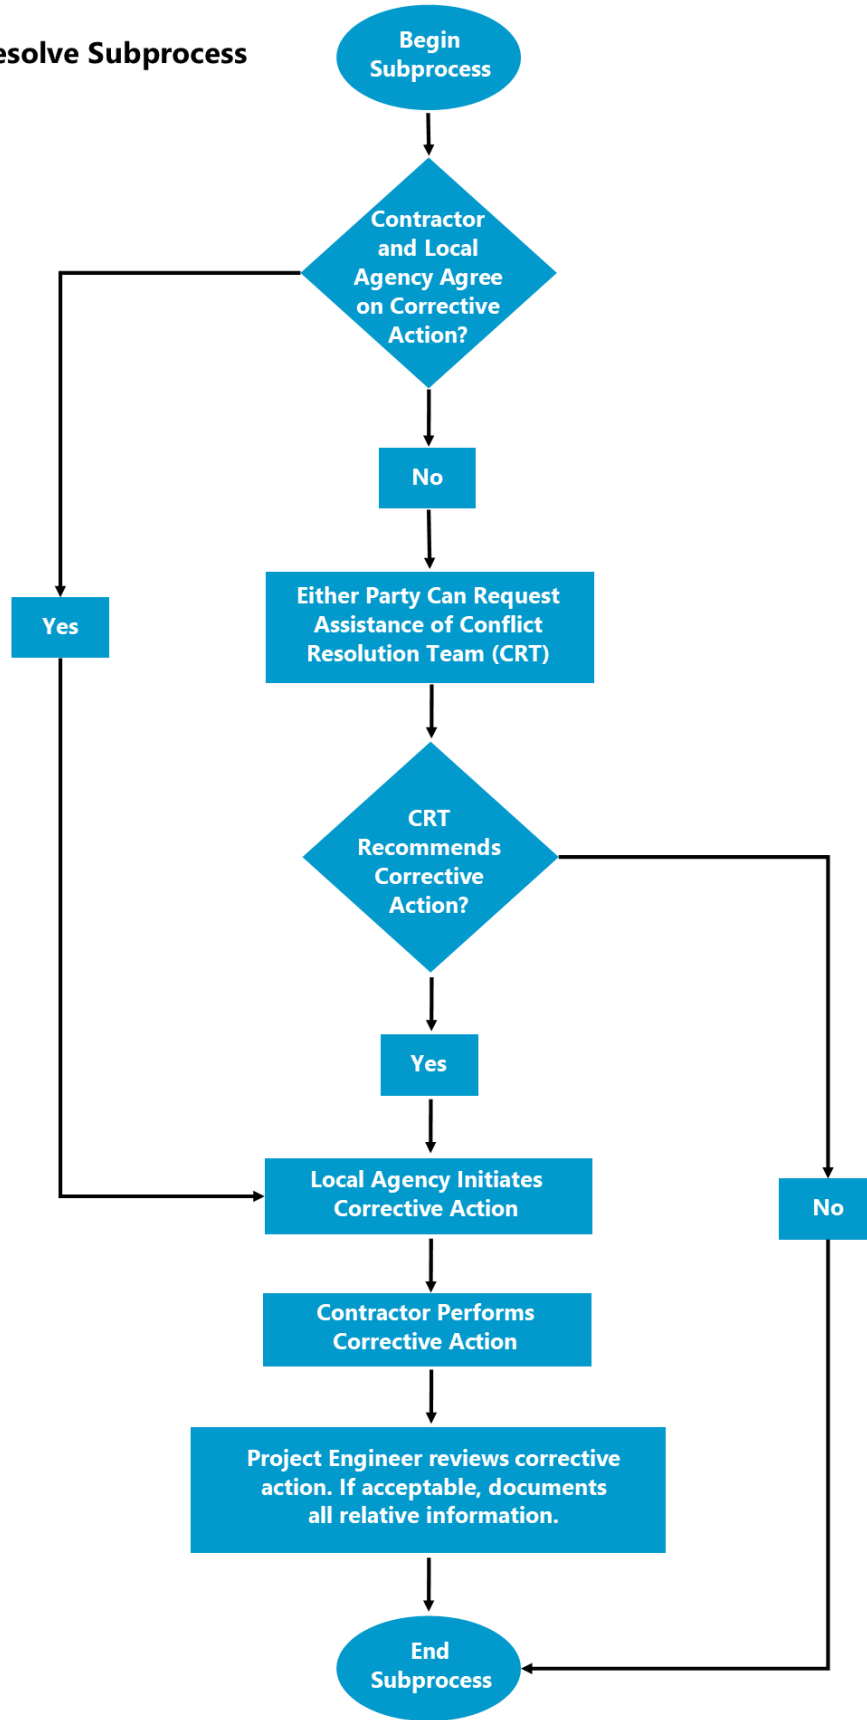 esolve Subprocess
Begin
Subprocess
Contractor
and Local
Agency Agree
on Corrective
Action?
No
Either Party Can Request
Assistance of Conflict
Resolution Team (CRT)
Yes
CRT
Recommends
Corrective
Action?
Yes
Local Agency Initiates
Corrective Action
No
Contractor Performs
Corrective Action
Project Engineer reviews corrective
action. If acceptable, documents
all relative information.
End
Subprocess